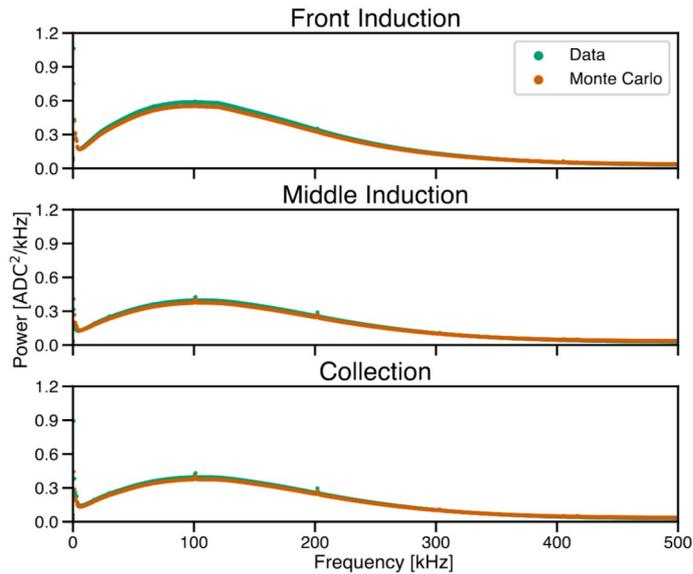 Front Induction
1.2
0.9
0.6
0.3
0.0
Data
Monte Carlo
Middle Induction
1.2
0.9
0.6
0.3
0.0
Power [ADC²/kHz]
Collection
1.2
0.9
0.6
0.3
0.0
0 100 200 300 400 500
Frequency [kHz]